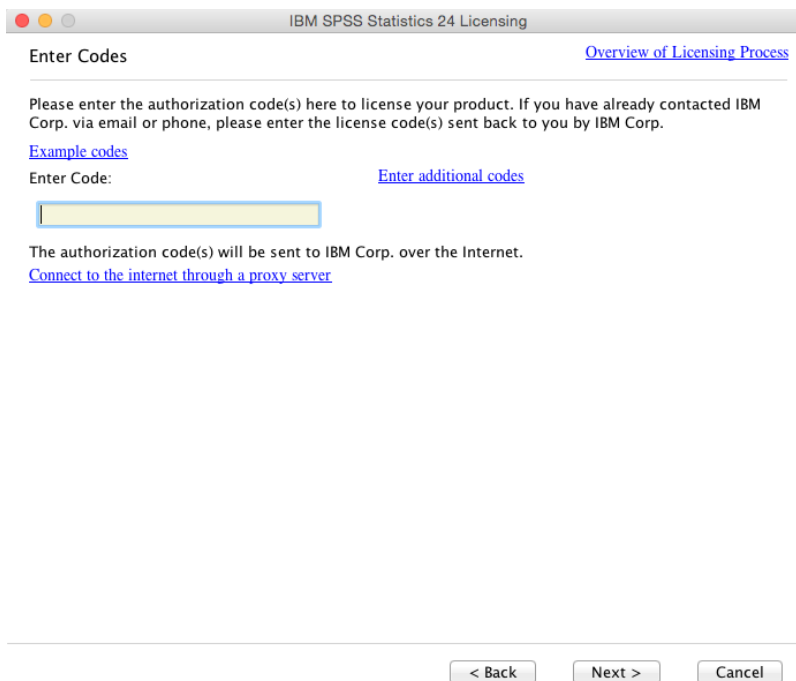 IBM SPSS Statistics 24 Licensing
Enter Codes
Overview of Licensing Process
Please enter the authorization code(s) here to license your product. If you have already contacted IBM
Corp. via email or phone, please enter the license code(s) sent back to you by IBM Corp.
Example codes
Enter Code:
Enter additional codes
The authorization code(s) will be sent to IBM Corp. over the Internet.
Connect to the internet through a proxy server
< Back
Next >
Cancel